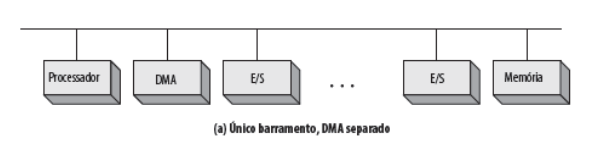 Processador DMA E/S . . . E/S Memória
(a) Único barramento, DMA separado